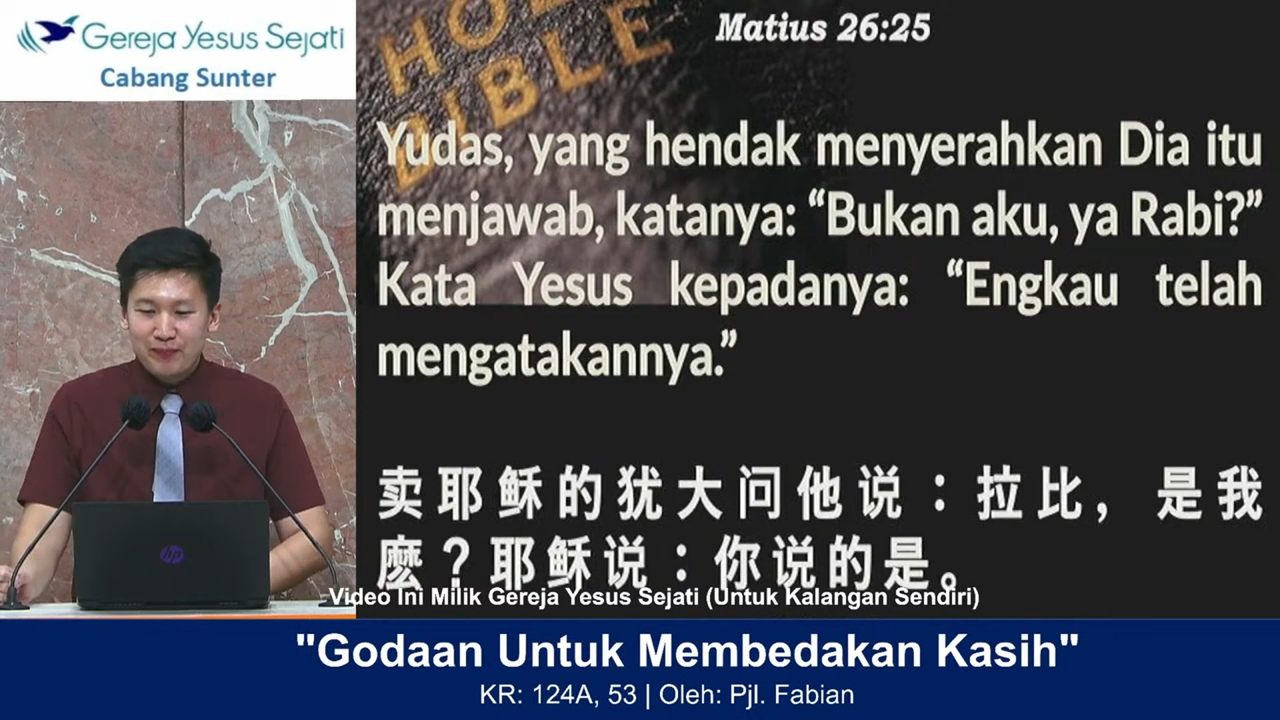 Gereja Yesus Sejati
Cabang Sunter
HOLY
BIBLE
Matius 26:25
Yudas, yang hendak menyerahkan Dia itu
menjawab, katanya: “Bukan aku, ya Rabi?”
Kata Yesus kepadanya: “Engkau telah
mengatakannya.”
卖耶稣的犹大问他说：拉比，是我
麽？耶稣说：你说的是。
hp
Video Ini Milik Gereja Yesus Sejati (Untuk Kalangan Sendiri)
"Godaan Untuk Membedakan Kasih"
KR: 124A, 53 | Oleh: Pjl. Fabian